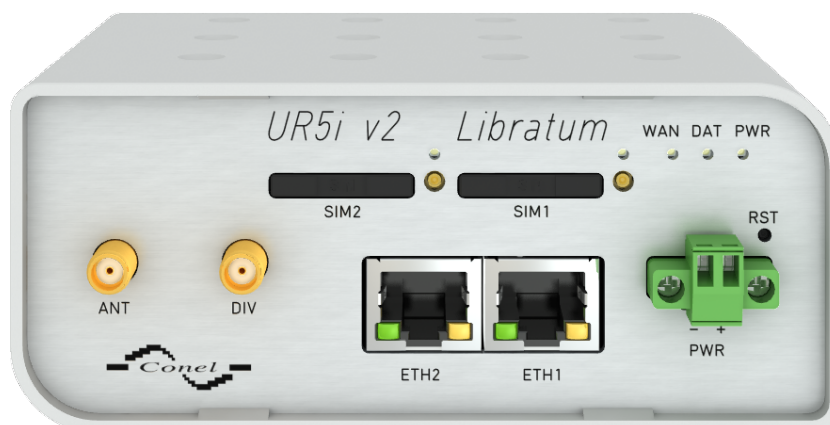 UR5i v2 Libratum
WAN DAT PWR
SIM2 SIM1
RST
ANT DIV
- +
PWR
Conel
ETH2 ETH1